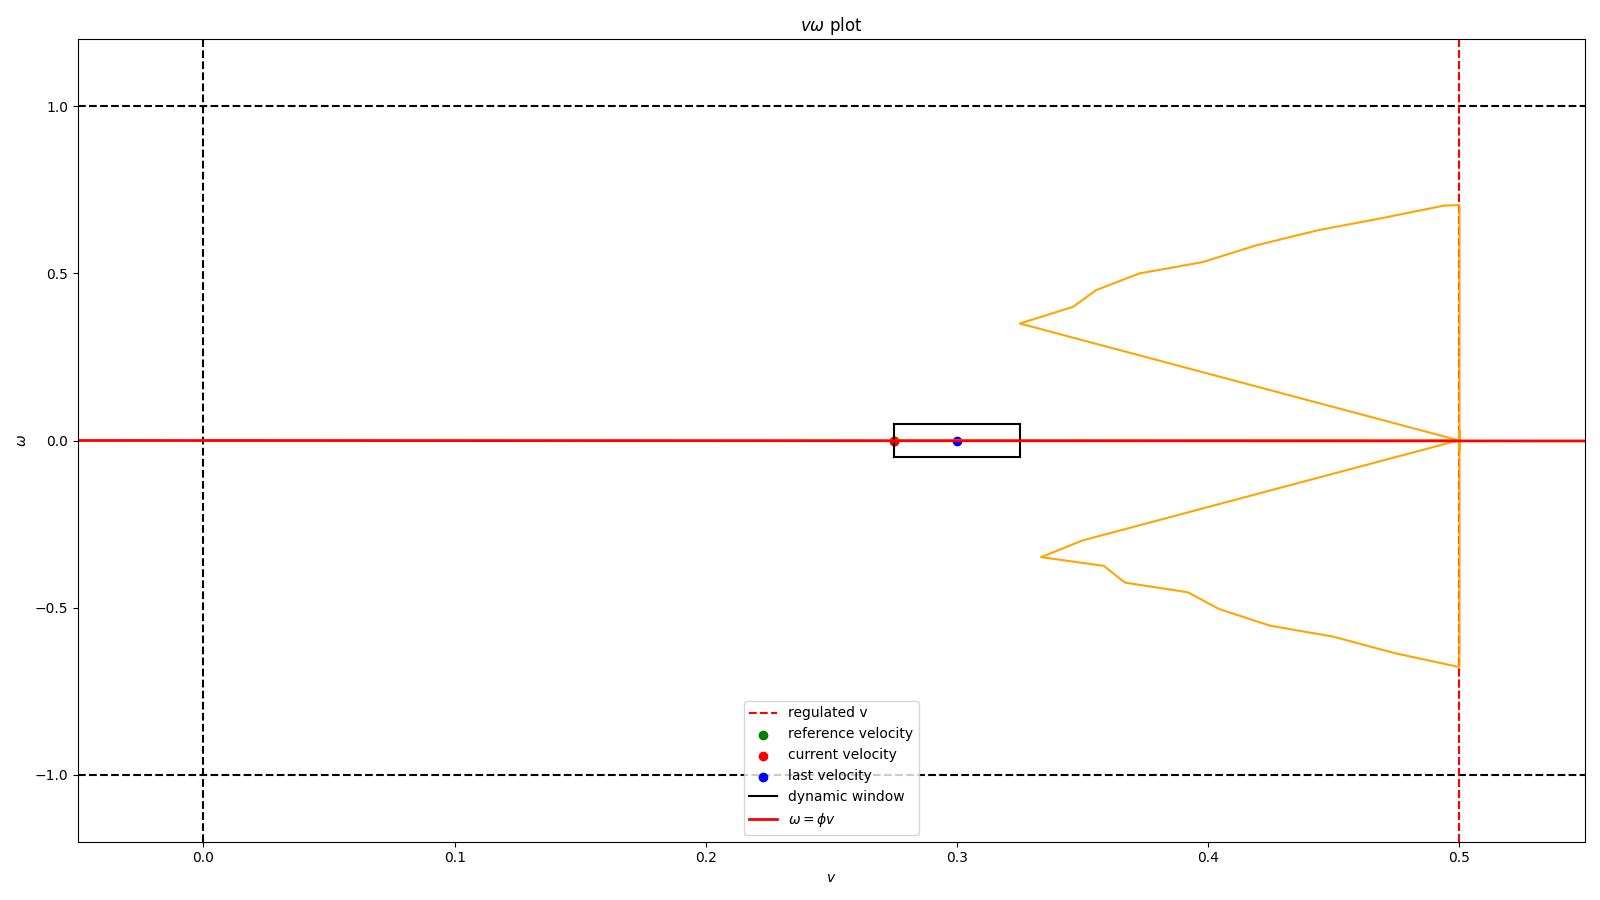 vω plot
1.0
0.5
0.0
−0.5
−1.0
ω
0.0
0.1
0.2
0.3
0.4
0.5
v
regulated v
reference velocity
current velocity
last velocity
dynamic window
ω = ϕv